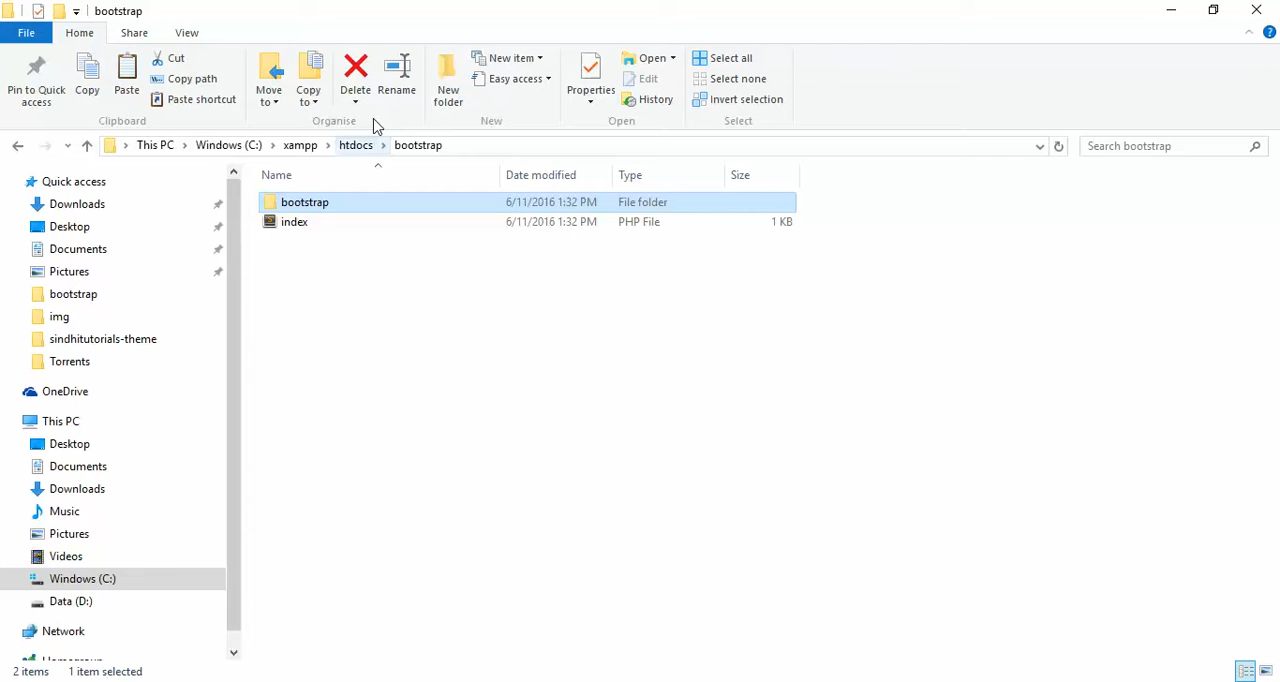 bootstrap
File Home Share View
Pin to Quick access
Copy
Paste
Cut
Copy path
Paste shortcut
Clipboard
Move to
Copy to
Delete
Rename
Organise
New folder
New item
Easy access
New
Properties
Open
Edit
History
Open
Select all
Select none
Invert selection
Select
This PC Windows (C:) xampp htdocs bootstrap
Search bootstrap
Name Date modified Type Size
bootstrap 6/11/2016 1:32 PM File folder
index 6/11/2016 1:32 PM PHP File 1 KB
Quick access
Downloads
Desktop
Documents
Pictures
bootstrap
img
sindhitutorials-theme
Torrents
OneDrive
This PC
Desktop
Documents
Downloads
Music
Pictures
Videos
Windows (C:)
Data (D:)
Network
2 items 1 item selected